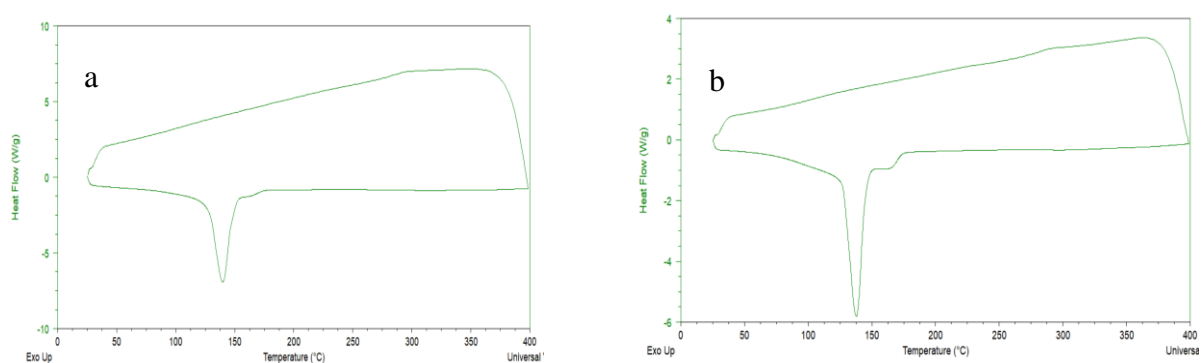 a
10
5
0
-5
-10
Heat Flow (W/g)
0 50 100 150 200 250 300 350 400
Exo Up Temperature (°C) Universal
b
4
2
0
-2
-4
-6
Heat Flow (W/g)
0 50 100 150 200 250 300 350 400
Exo Up Temperature (°C) Universal